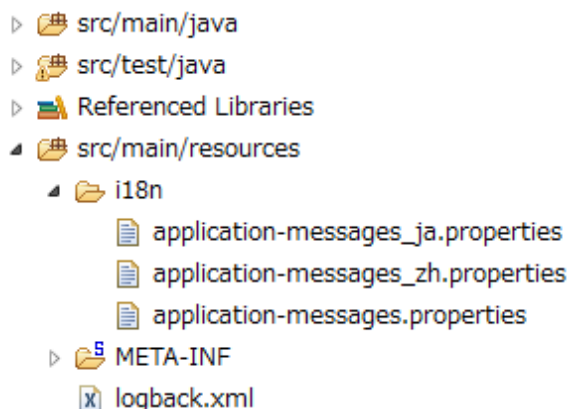 src/main/java
src/test/java
Referenced Libraries
src/main/resources
i18n
application-messages_ja.properties
application-messages_zh.properties
application-messages.properties
META-INF
logback.xml